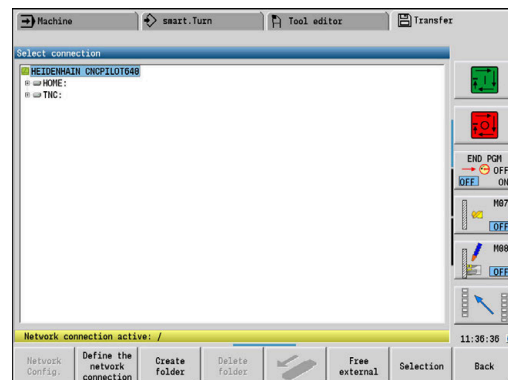 Machine
smart.Turn
Tool editor
Transfer
Select connection
HEIDENHAIN CNCPILOT640
HOME:
TNC:
END PGM
OFF
OFF ON
M07
OFF
M08
OFF
Network connection active: /
11:36:36
Network Config.
Define the network connection
Create folder
Delete folder
Free external
Selection
Back